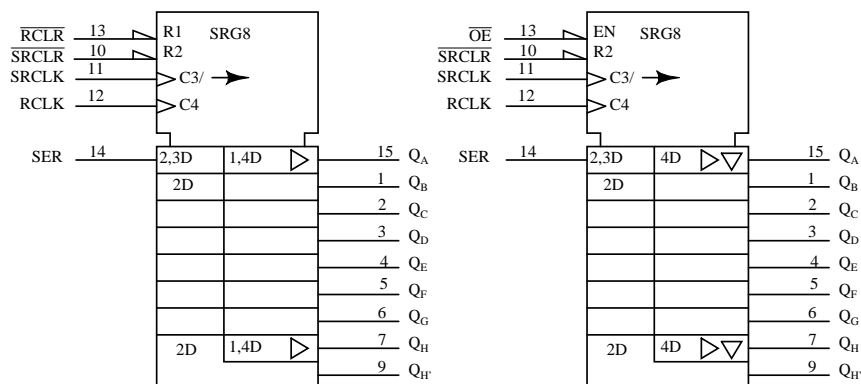 RCLR 13 R1 SRG8
SRCLR 10 R2
SRCLK 11 C3/
RCLK 12 C4
SER 14 2,3D 1,4D 15 QA
2D 1 QB
2 QC
3 QD
4 QE
5 QF
6 QG
2D 1,4D 7 QH
9 QH'
OE 13 EN SRG8
SRCLR 10 R2
SRCLK 11 C3/
RCLK 12 C4
SER 14 2,3D 4D 15 QA
2D 1 QB
2 QC
3 QD
4 QE
5 QF
6 QG
2D 4D 7 QH
9 QH'